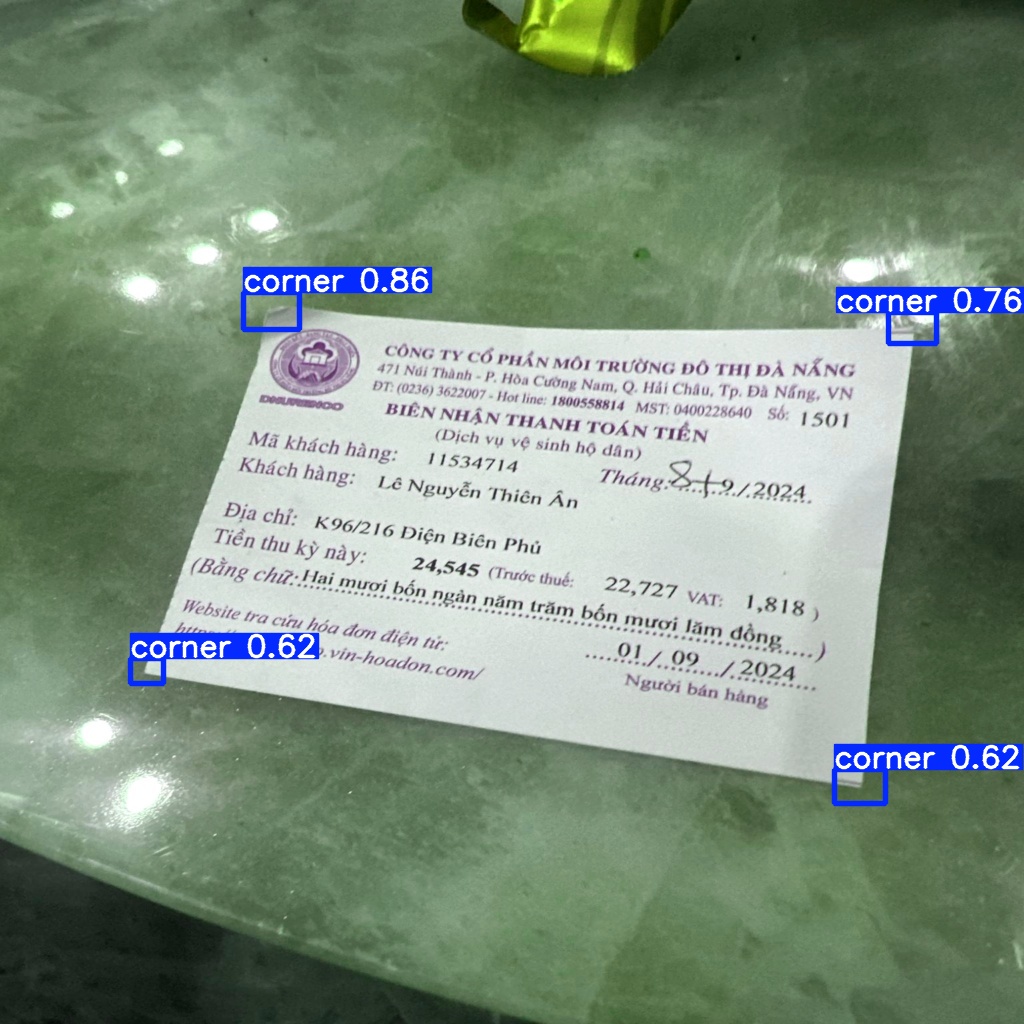 corner 0.86
corner 0.76
CÔNG TY CỔ PHẦN MÔI TRƯỜNG ĐÔ THỊ ĐÀ NẴNG
471 Núi Thành - P. Hòa Cường Nam, Q. Hải Châu, Tp. Đà Nẵng, VN
ĐT: (0236) 3622007 - Hot line: 1800558814 MST: 0400228640 Số: 1501
BIÊN NHẬN THANH TOÁN TIỀN
(Dịch vụ vệ sinh hộ dân)
Mã khách hàng: 11534714
Tháng: 8+9/2024
Khách hàng: Lê Nguyễn Thiên Ân
Địa chỉ: K96/216 Điện Biên Phủ
Tiền thu kỳ này: 24,545 (Trước thuế: 22,727 VAT: 1,818 )
(Bằng chữ: Hai mươi bốn ngàn năm trăm bốn mươi lăm đồng )
Website tra cứu hóa đơn điện tử:
.vin-hoadon.com/
01 / 09 / 2024
Người bán hàng
corner 0.62
corner 0.62